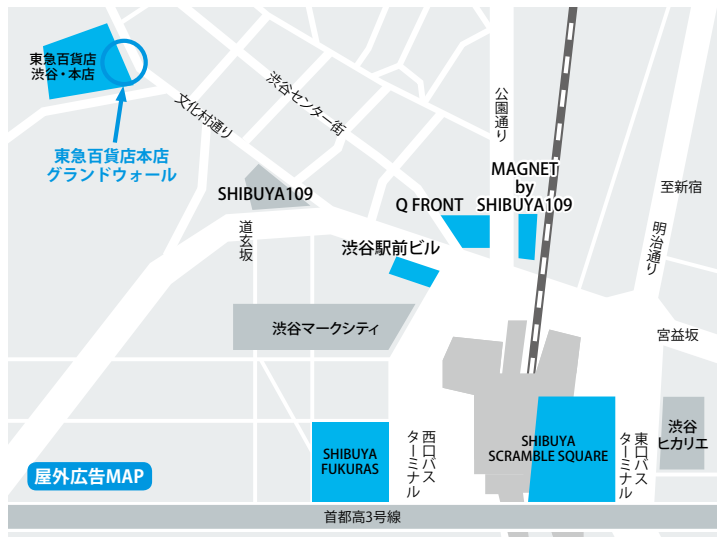 東急百貨店
渋谷・本店
東急百貨店本店
グランドウォール
文化村通り
渋谷センター街
公園通り
MAGNET
by
SHIBUYA109
Q FRONT
SHIBUYA109
道玄坂
渋谷駅前ビル
至新宿
明治通り
渋谷マークシティ
宮益坂
SHIBUYA
FUKURAS
西口バス
ターミナル
SHIBUYA
SCRAMBLE SQUARE
東口バス
ターミナル
渋谷
ヒカリエ
屋外広告MAP
首都高3号線